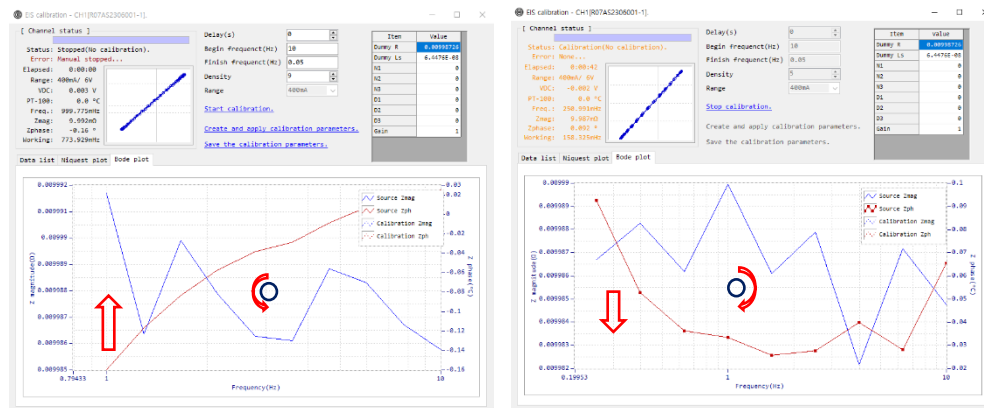 EIS calibration - CH1[R07AS2306001-1].
[ Channel status ]
Status: Stopped(No calibration).
Error: Manual stopped...
Elapsed: 0:00:00
Range: 400mA/ 6V
VDC: 0.003 V
PT-100: 0.0 °C
Freq.: 999.775mHz
Zmag: 9.992mΩ
Zphase: -0.16 °
Working: 773.929mHz
Delay(s) 0
Begin frequenct(Hz) 10
Finish frequenct(Hz) 0.05
Density 9
Range 400mA
Start calibration.
Create and apply calibration parameters.
Save the calibration parameters.
Item Value
Dummy R 0.00998716
Dummy Ls 6.4476E-08
N1 0
N2 0
N3 0
D1 0
D2 0
D3 0
Gain 1
Data list Niquest plot Bode plot
Source Zmag
Source Zph
Calibration Zmag
Calibration Zph
Z magnitude(Ω)
0.009992
0.009991
0.00999
0.009989
0.009988
0.009987
0.009986
0.009985
Z phase(°C)
0.03
0.02
0
-0.02
-0.04
-0.06
-0.08
-0.1
-0.12
-0.14
-0.16
0.79433 1 10
Frequency(Hz)
EIS calibration - CH1[R07AS2306001-1].
[ Channel status ]
Status: Calibration(No calibration).
Error: None...
Elapsed: 0:00:42
Range: 400mA/ 6V
VDC: -0.002 V
PT-100: 0.0 °C
Freq.: 250.991mHz
Zmag: 9.987mΩ
Zphase: 0.092 °
Working: 158.325mHz
Delay(s) 0
Begin frequenct(Hz) 10
Finish frequenct(Hz) 0.05
Density 5
Range 400mA
Stop calibration.
Create and apply calibration parameters.
Save the calibration parameters.
Item Value
Dummy R 0.00998716
Dummy Ls 6.4476E-08
N1 0
N2 0
N3 0
D1 0
D2 0
D3 0
Gain 1
Data list Niquest plot Bode plot
Source Zmag
Source Zph
Calibration Zmag
Calibration Zph
Z magnitude(Ω)
0.00999
0.009989
0.009988
0.009987
0.009986
0.009985
0.009984
0.009983
0.009982
Z phase(°C)
0.1
0.09
0.08
0.07
0.06
0.05
0.04
0.03
0.02
0.19953 1 10
Frequency(Hz)